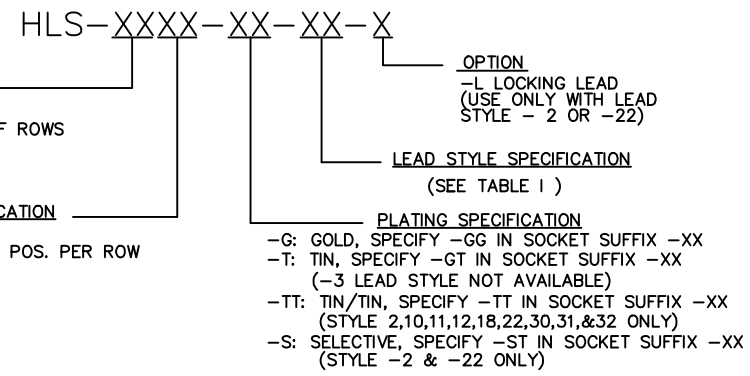 HLS-XXXX-XX-XX-X
OPTION
-L LOCKING LEAD
(USE ONLY WITH LEAD
STYLE - 2 OR -22)
ROWS
LEAD STYLE SPECIFICATION
(SEE TABLE I )
POS. PER ROW
PLATING SPECIFICATION
-G: GOLD, SPECIFY -GG IN SOCKET SUFFIX -XX
-T: TIN, SPECIFY -GT IN SOCKET SUFFIX -XX
(-3 LEAD STYLE NOT AVAILABLE)
-TT: TIN/TIN, SPECIFY -TT IN SOCKET SUFFIX -XX
(STYLE 2,10,11,12,18,22,30,31,&32 ONLY)
-S: SELECTIVE, SPECIFY -ST IN SOCKET SUFFIX -XX
(STYLE -2 & -22 ONLY)